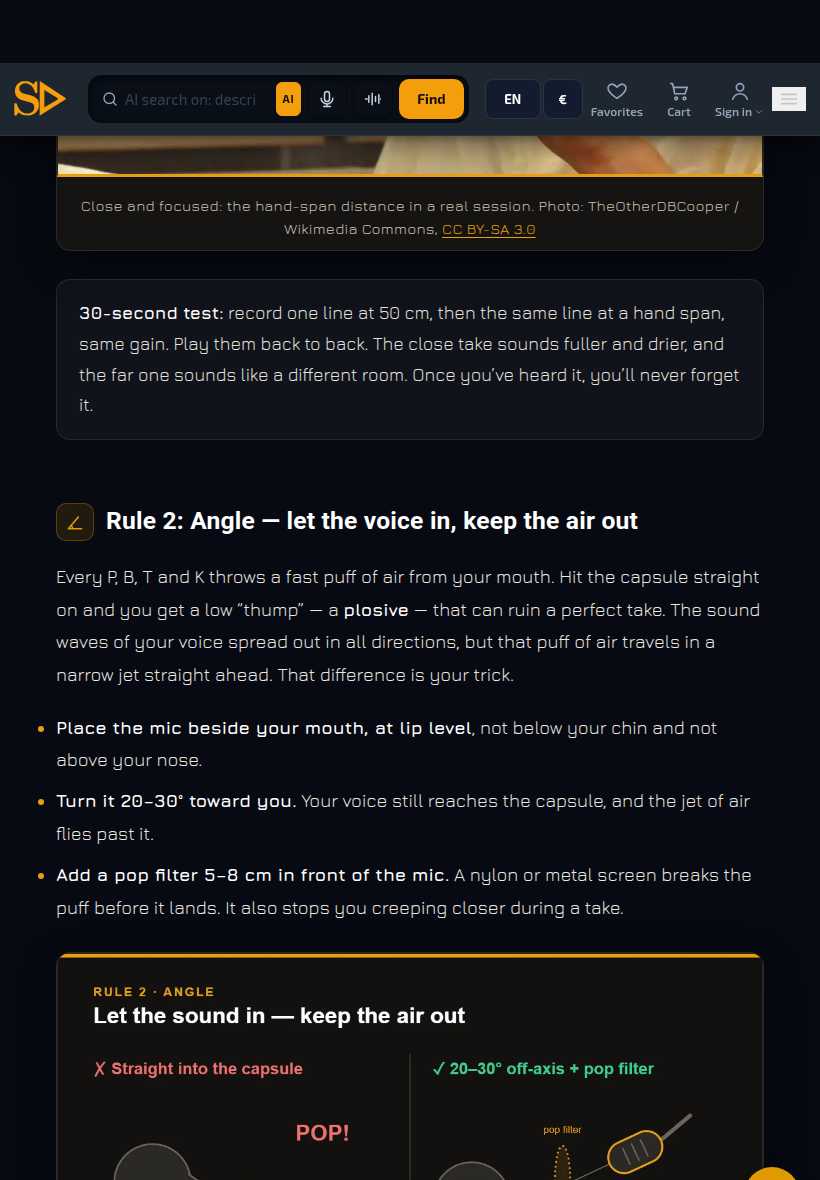 SD
AI search on: descri
AI
Find
EN
€
Favorites
Cart
Sign in
Close and focused: the hand-span distance in a real session. Photo: TheOtherDBCooper /
Wikimedia Commons, CC BY-SA 3.0
30-second test: record one line at 50 cm, then the same line at a hand span,
same gain. Play them back to back. The close take sounds fuller and drier, and
the far one sounds like a different room. Once you’ve heard it, you’ll never forget
it.
Rule 2: Angle — let the voice in, keep the air out
Every P, B, T and K throws a fast puff of air from your mouth. Hit the capsule straight
on and you get a low “thump” — a plosive — that can ruin a perfect take. The sound
waves of your voice spread out in all directions, but that puff of air travels in a
narrow jet straight ahead. That difference is your trick.
Place the mic beside your mouth, at lip level, not below your chin and not
above your nose.
Turn it 20–30° toward you. Your voice still reaches the capsule, and the jet of air
flies past it.
Add a pop filter 5–8 cm in front of the mic. A nylon or metal screen breaks the
puff before it lands. It also stops you creeping closer during a take.
RULE 2 · ANGLE
Let the sound in — keep the air out
✗ Straight into the capsule
✓ 20–30° off-axis + pop filter
POP!
pop filter